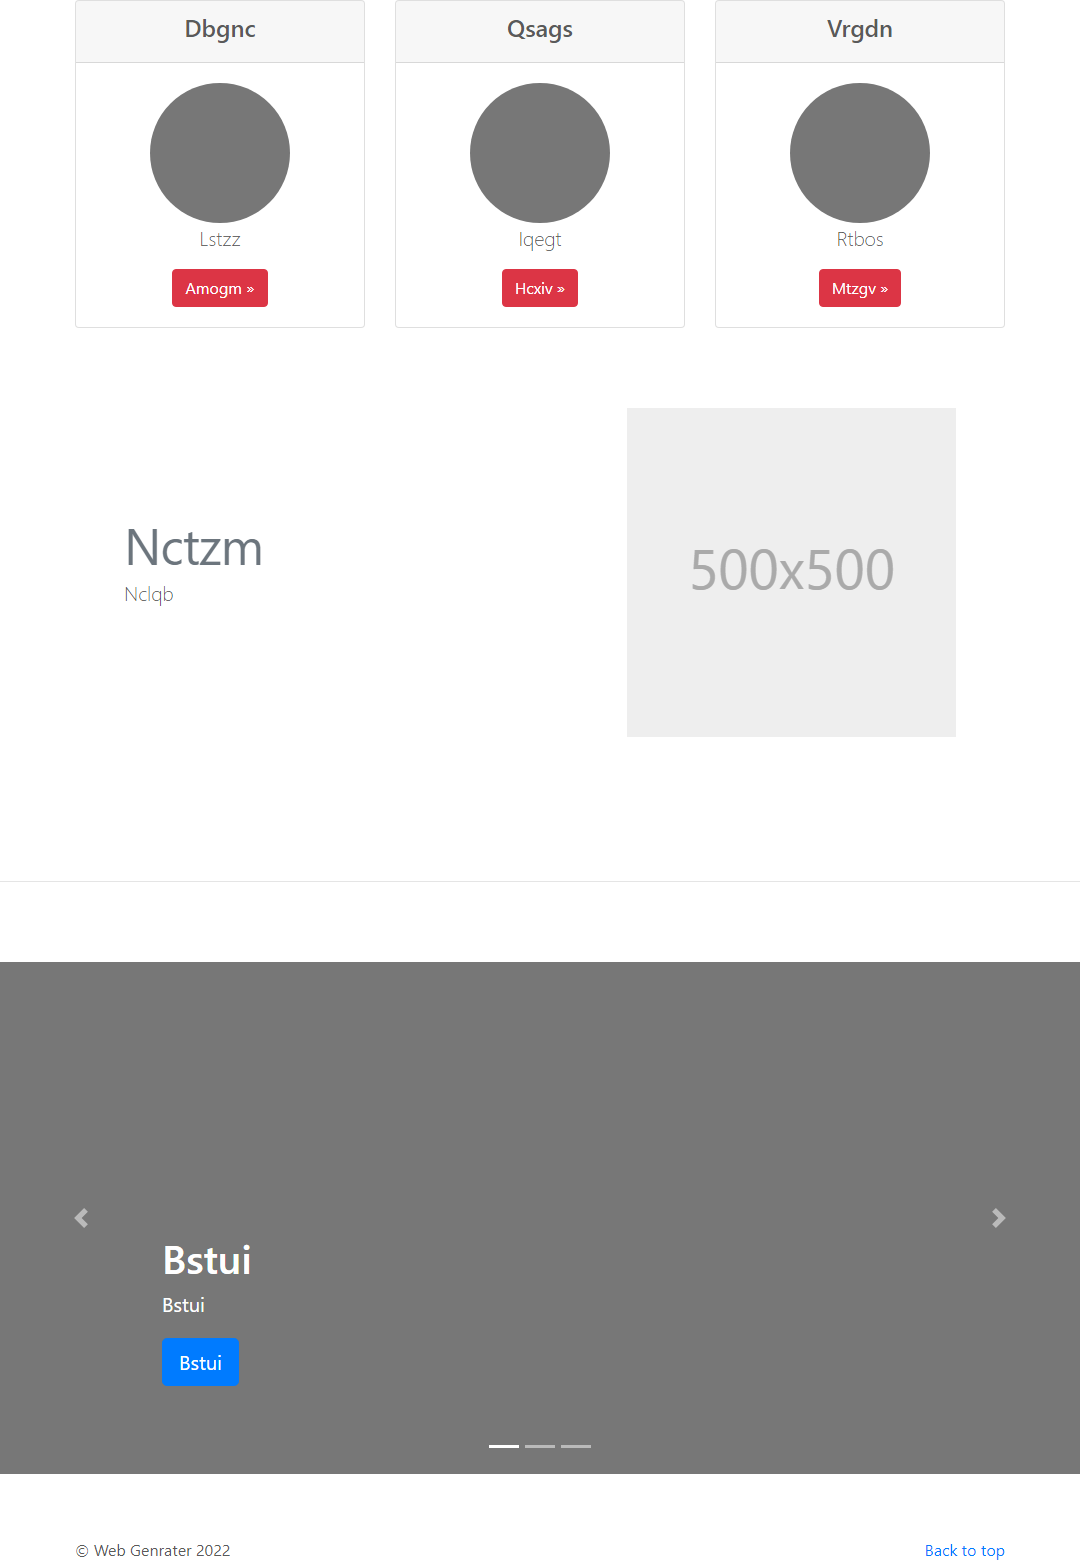 Dbgnc
Qsags
Vrgdn
Lstzz
Iqegt
Rtbos
Amogm »
Hcxiv »
Mtzgv »
Nctzm
Nclqb
500x500
Bstui
Bstui
Bstui
© Web Genrater 2022
Back to top